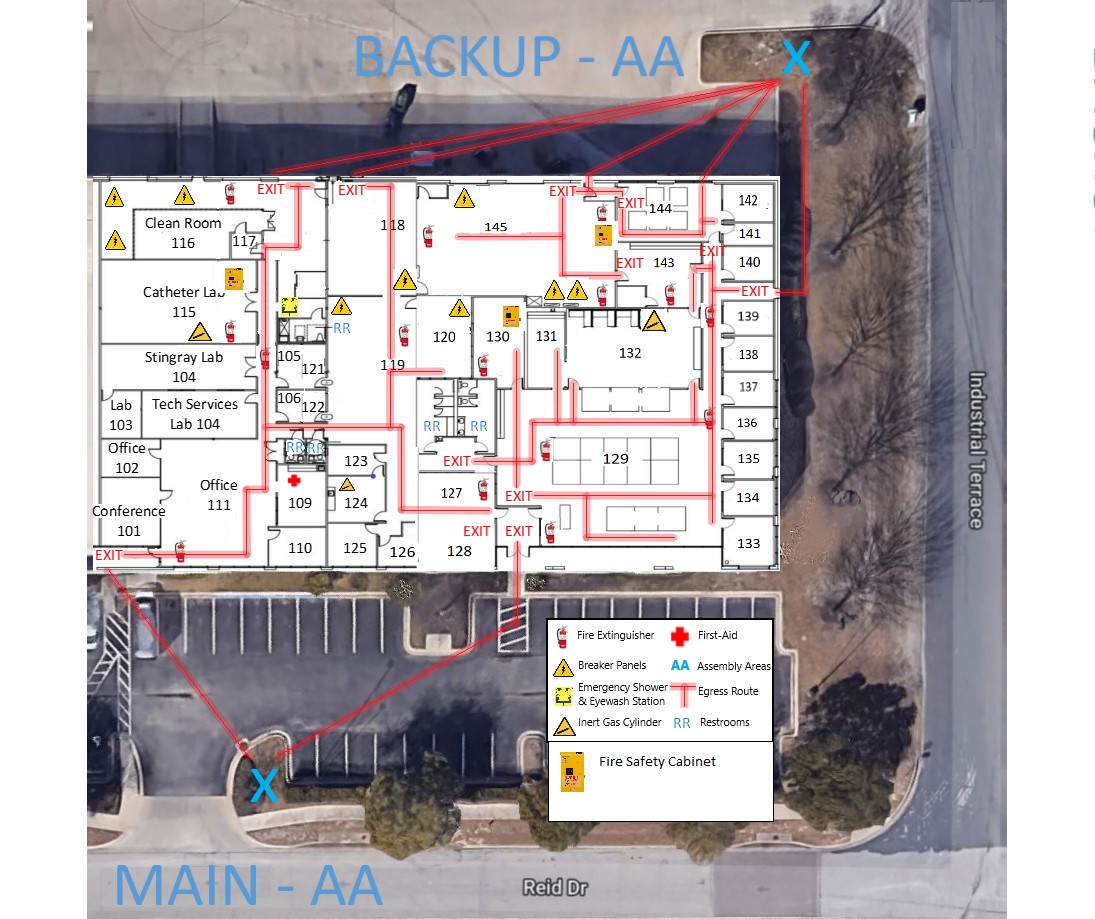 BACKUP - AA
X
EXIT
EXIT
EXIT
EXIT
118
145
144
142
141
Clean Room
116
117
EXIT
EXIT
143
140
EXIT
Catheter Lab
115
RR
120
130
131
132
139
138
Stingray Lab
104
105
121
119
137
106
122
Lab
103
Tech Services
Lab 104
RR
RR
136
Office
102
RR
RR
123
EXIT
129
135
Office
111
109
124
127
EXIT
134
Conference
101
EXIT
EXIT
EXIT
110
125
126
128
133
Industrial Terrace
Fire Extinguisher
First-Aid
Breaker Panels
AA
Assembly Areas
Emergency Shower
& Eyewash Station
Egress Route
Inert Gas Cylinder
RR
Restrooms
Fire Safety Cabinet
X
MAIN - AA
Reid Dr